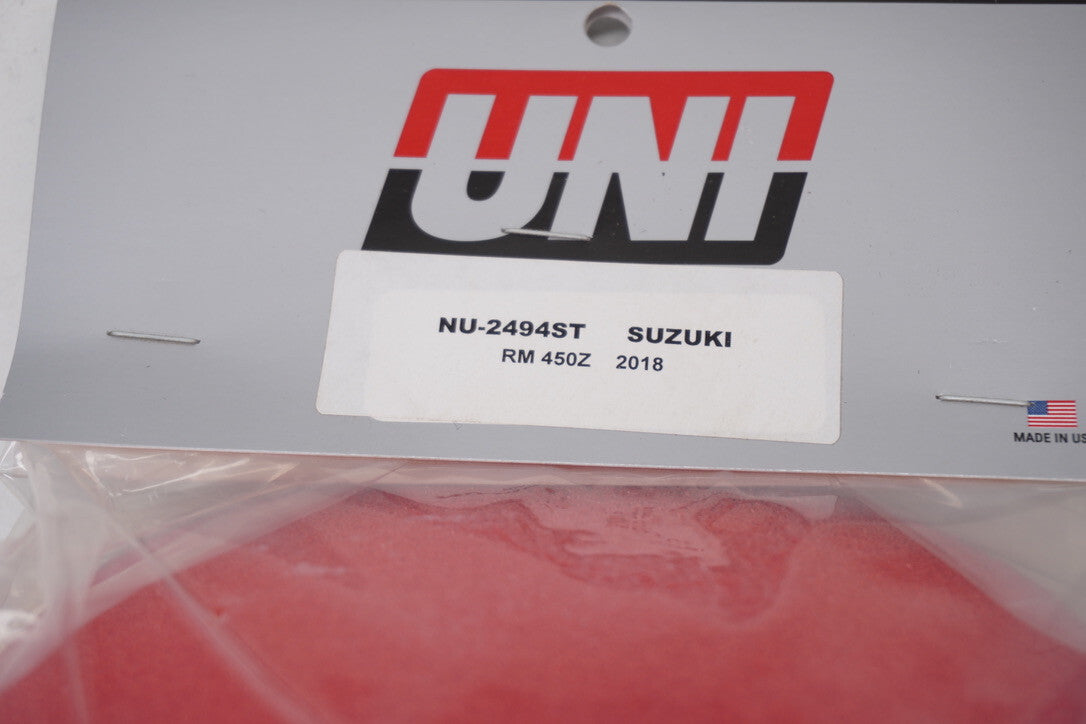 UNI
NU-2494ST SUZUKI
RM 450Z 2018
MADE IN US